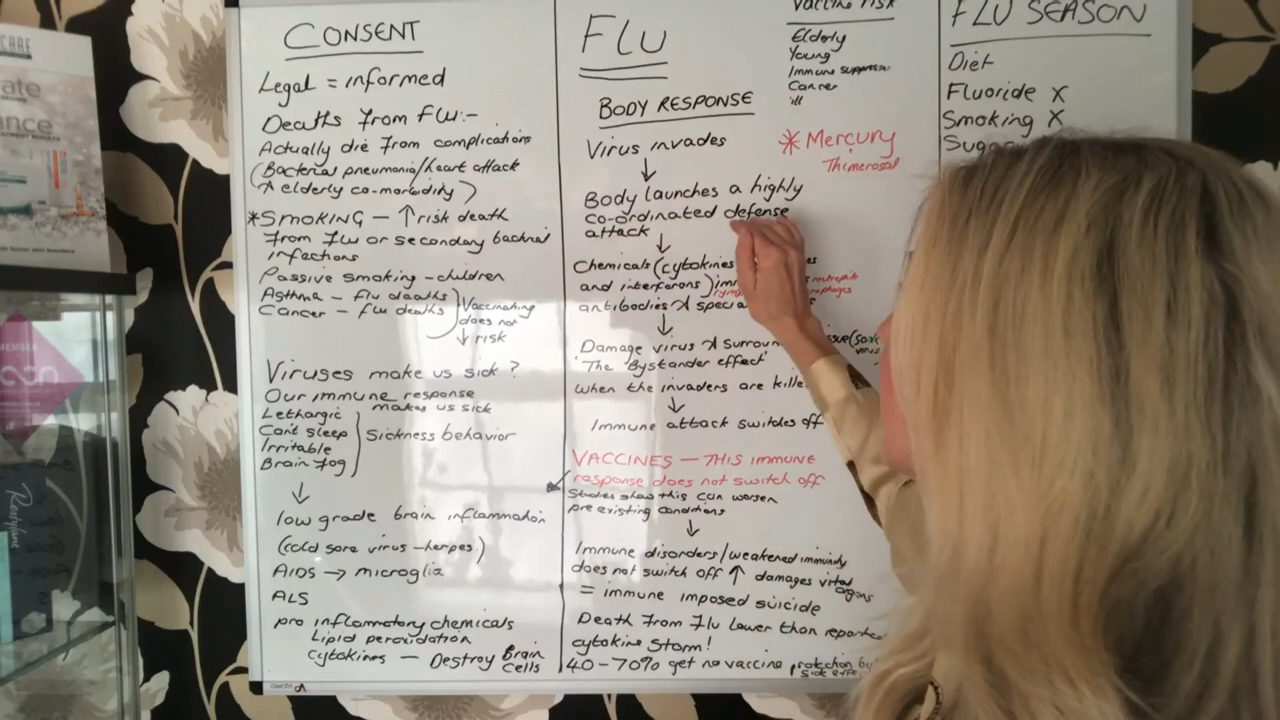 CONSENT
Legal = informed
Deaths from flu:-
Actually die from complications
(Bacterial pneumonia/heart attack
↑ elderly co-morbidity)
*SMOKING – ↑ risk death
from flu or secondary bacterial
infections
Passive smoking – children
Asthma – flu deaths
Cancer – flu deaths
Vaccinating
does not
↓ risk
Viruses make us sick?
Our immune response
makes us sick
Lethargic
Can't sleep
Irritable
Brain fog
Sickness behavior
↓
low grade brain inflammation
(cold sore virus – herpes)
AIDS → microglia
ALS
pro inflammatory chemicals
Lipid peroxidation
Cytokines – Destroy Brain
Cells
FLU
BODY RESPONSE
Virus invades
↓
Body launches a highly
co-ordinated defense
attack ↓
Chemicals (cytokines
and interferons)
neutrophils
antibodies &
↓
Damage virus &
'The Bystander effect'
When the invaders are
↓
Immune attack switches off
VACCINES – THIS IMMUNE
response does not switch off
Studies show this can worsen
pre existing conditions
↓
Immune disorders/weakened immunity
does not switch off ↑ damages vital
organs
= immune imposed suicide
Death from flu lower than reported
cytokine storm!
40–70% get no vaccine protection
Vaccine risk
Elderly
Young
Immune suppressed
Cancer
ill
*Mercury
Thimerosal
FLU SEASON
Diet
Fluoride x
Smoking x
CARE
MEMBER
Restylane